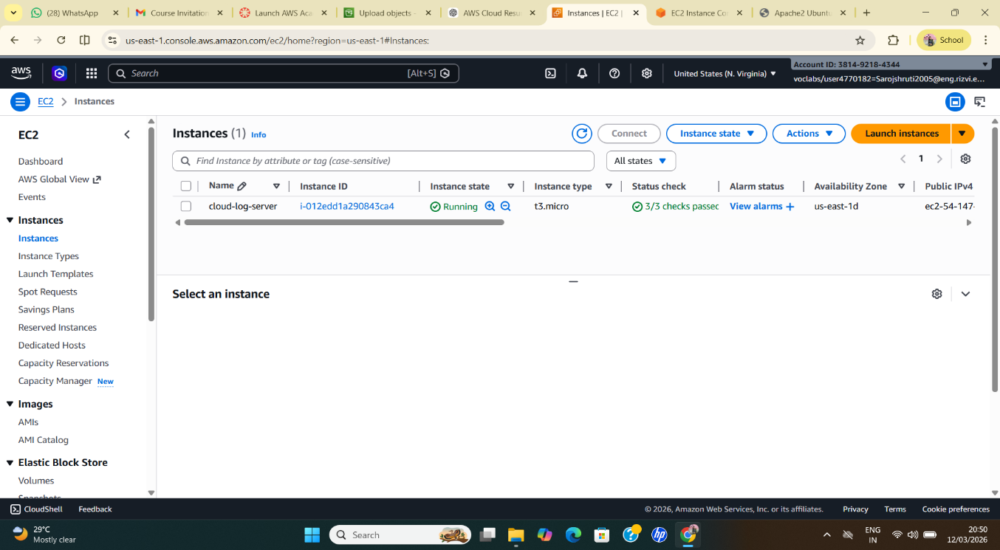 (28) WhatsApp
Course Invitation
Launch AWS Aca
Upload objects -
AWS Cloud Resu
Instances | EC2 |
EC2 Instance Co
Apache2 Ubuntu
us-east-1.console.aws.amazon.com/ec2/home?region=us-east-1#Instances:
School
aws
Search
[Alt+S]
United States (N. Virginia)
Account ID: 3814-9218-4344
voclabs/user4770182=Sarojshruti2005@eng.rizvi.e...
EC2 Instances
EC2
Dashboard
AWS Global View
Events
Instances
Instances
Instance Types
Launch Templates
Spot Requests
Savings Plans
Reserved Instances
Dedicated Hosts
Capacity Reservations
Capacity Manager New
Images
AMIs
AMI Catalog
Elastic Block Store
Volumes
Snapshots
Instances (1) Info
Connect
Instance state
Actions
Launch instances
Find Instance by attribute or tag (case-sensitive)
All states
1
Name Instance ID Instance state Instance type Status check Alarm status Availability Zone Public IPv4
cloud-log-server i-012edd1a290843ca4 Running t3.micro 3/3 checks passed View alarms + us-east-1d ec2-54-147-
Select an instance
CloudShell Feedback
© 2026, Amazon Web Services, Inc. or its affiliates. Privacy Terms Cookie preferences
29°C
Mostly clear
Search
ENG
IN
20:50
12/03/2026